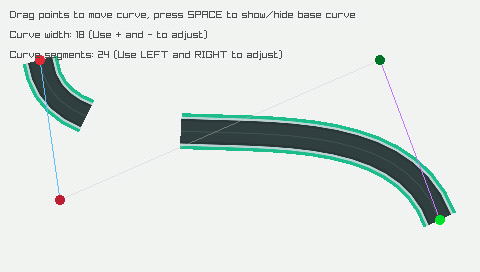 Drag points to move curve, press SPACE to show/hide base curve
Curve width: 18 (Use + and - to adjust)
Curve segments: 24 (Use LEFT and RIGHT to adjust)